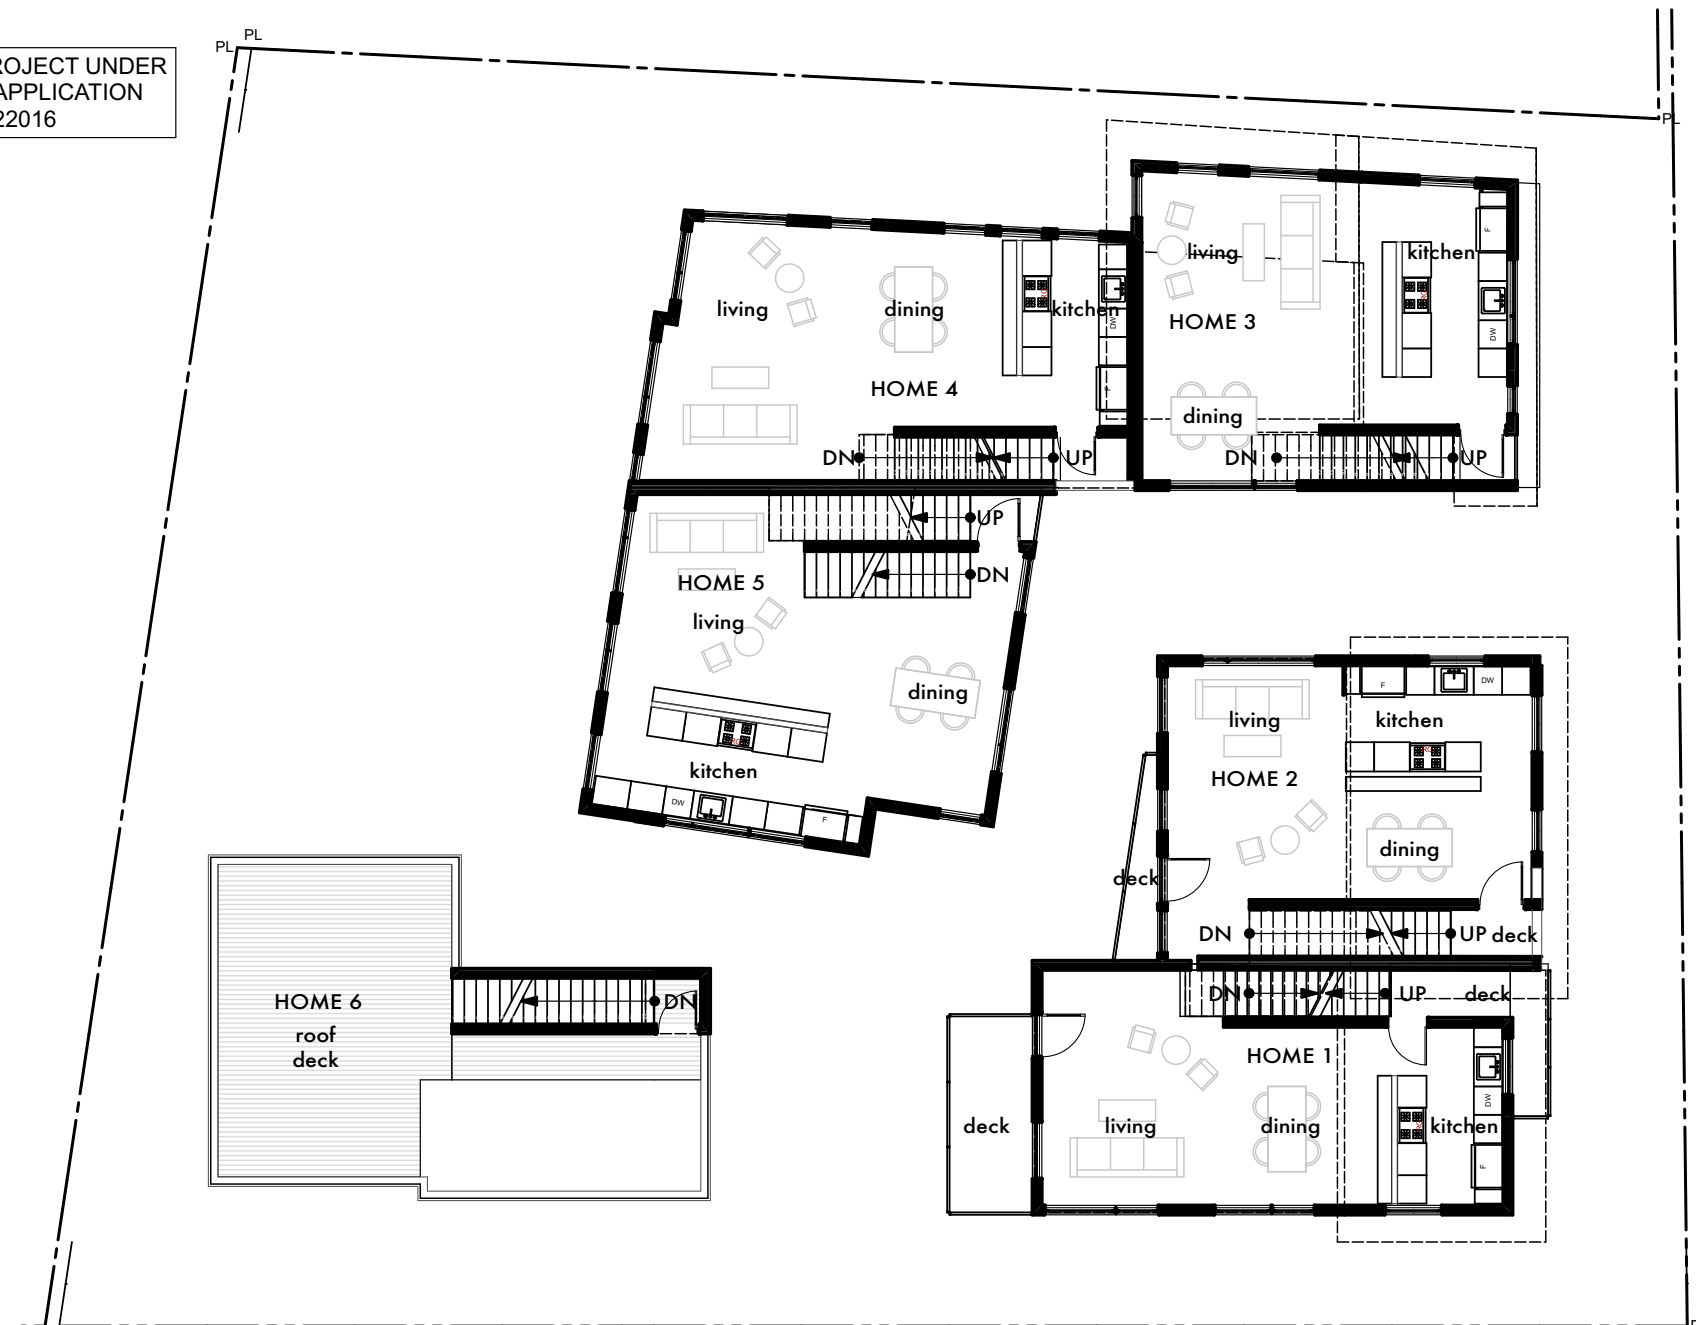 PL
PL
ROJECT UNDER
APPLICATION
22016
PL
living
dining
kitchen
DW
F
HOME 4
DN
UP
living
kitchen
F
DW
HOME 3
dining
DN
UP
UP
DN
HOME 5
living
dining
kitchen
DW
F
living
kitchen
F
DW
HOME 2
dining
deck
DN
UP
deck
DN
UP
deck
HOME 1
deck
living
dining
kitchen
DW
F
HOME 6
roof
deck
DN